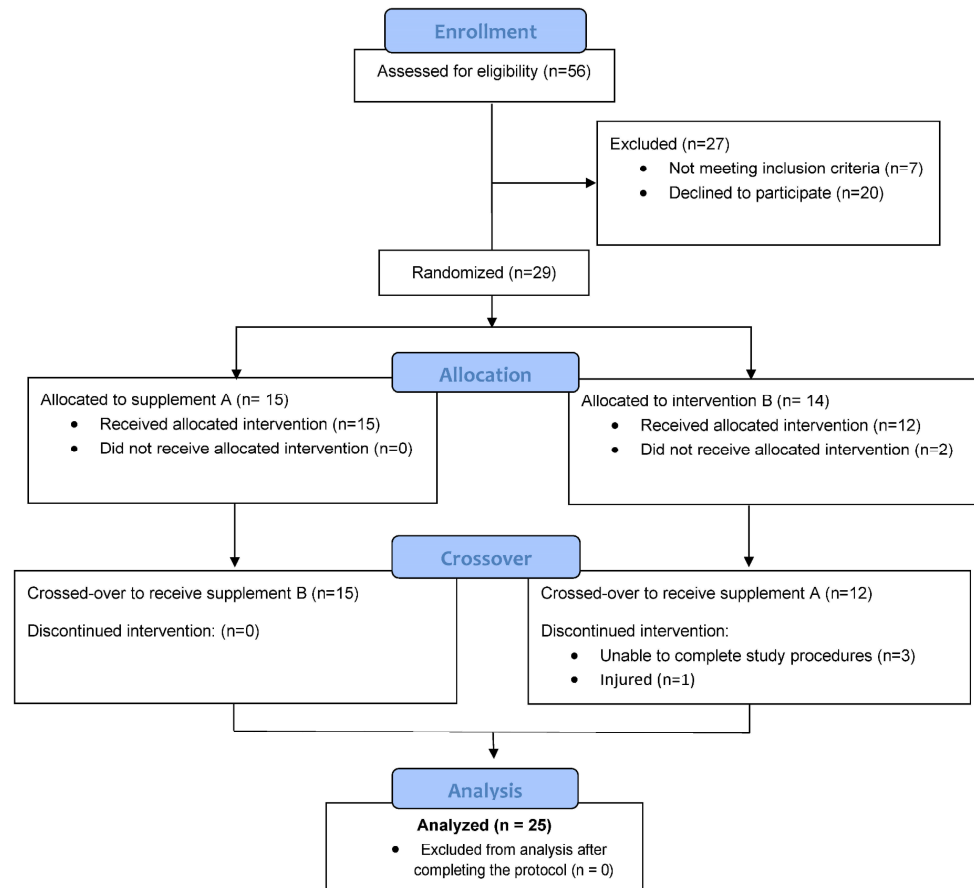 Enrollment
Assessed for eligibility (n=56)
Excluded (n=27)
• Not meeting inclusion criteria (n=7)
• Declined to participate (n=20)
Randomized (n=29)
Allocation
Allocated to supplement A (n= 15)
• Received allocated intervention (n=15)
• Did not receive allocated intervention (n=0)
Allocated to intervention B (n= 14)
• Received allocated intervention (n=12)
• Did not receive allocated intervention (n=2)
Crossover
Crossed-over to receive supplement B (n=15)
Discontinued intervention: (n=0)
Crossed-over to receive supplement A (n=12)
Discontinued intervention:
• Unable to complete study procedures (n=3)
• Injured (n=1)
Analysis
Analyzed (n = 25)
• Excluded from analysis after
completing the protocol (n = 0)